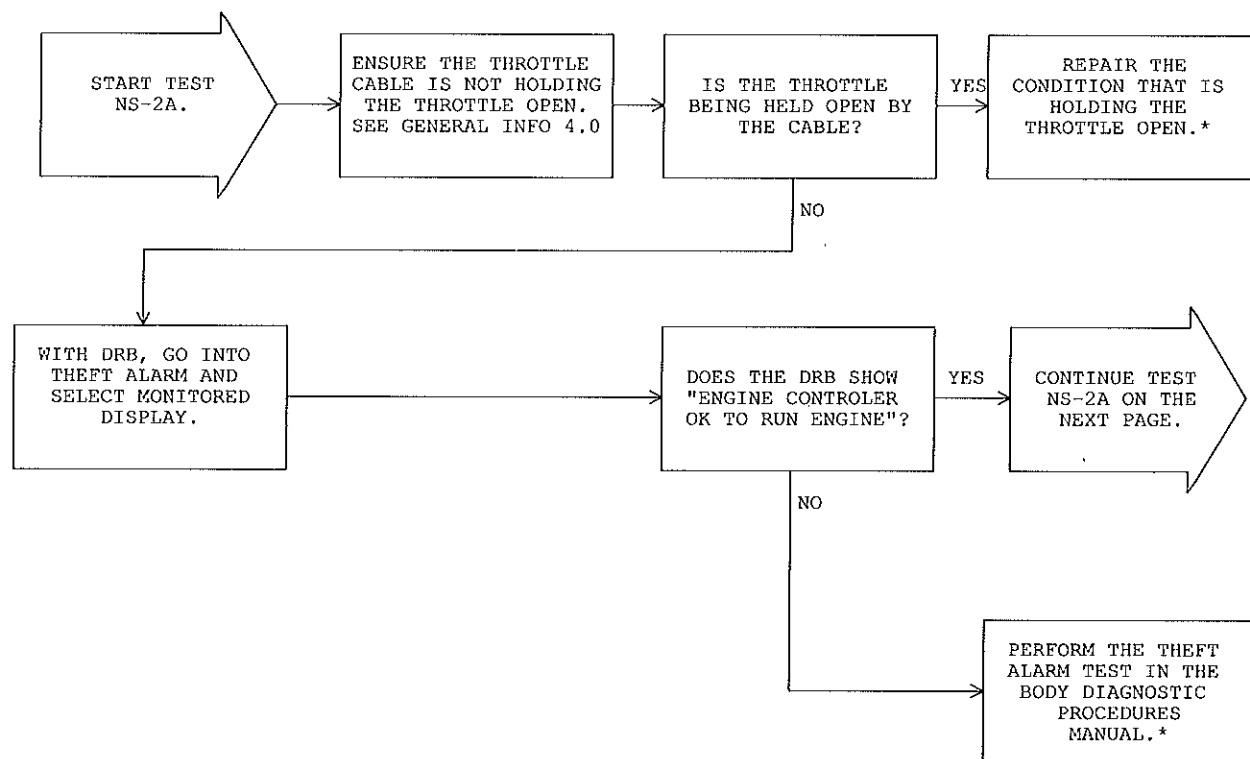 START TEST
NS-2A.
ENSURE THE THROTTLE
CABLE IS NOT HOLDING
THE THROTTLE OPEN.
SEE GENERAL INFO 4.0
IS THE THROTTLE
BEING HELD OPEN BY
THE CABLE?
YES
REPAIR THE
CONDITION THAT IS
HOLDING THE
THROTTLE OPEN.*
NO
WITH DRB, GO INTO
THEFT ALARM AND
SELECT MONITORED
DISPLAY.
DOES THE DRB SHOW
"ENGINE CONTROLER
OK TO RUN ENGINE"?
YES
CONTINUE TEST
NS-2A ON THE
NEXT PAGE.
NO
PERFORM THE THEFT
ALARM TEST IN THE
BODY DIAGNOSTIC
PROCEDURES
MANUAL.*